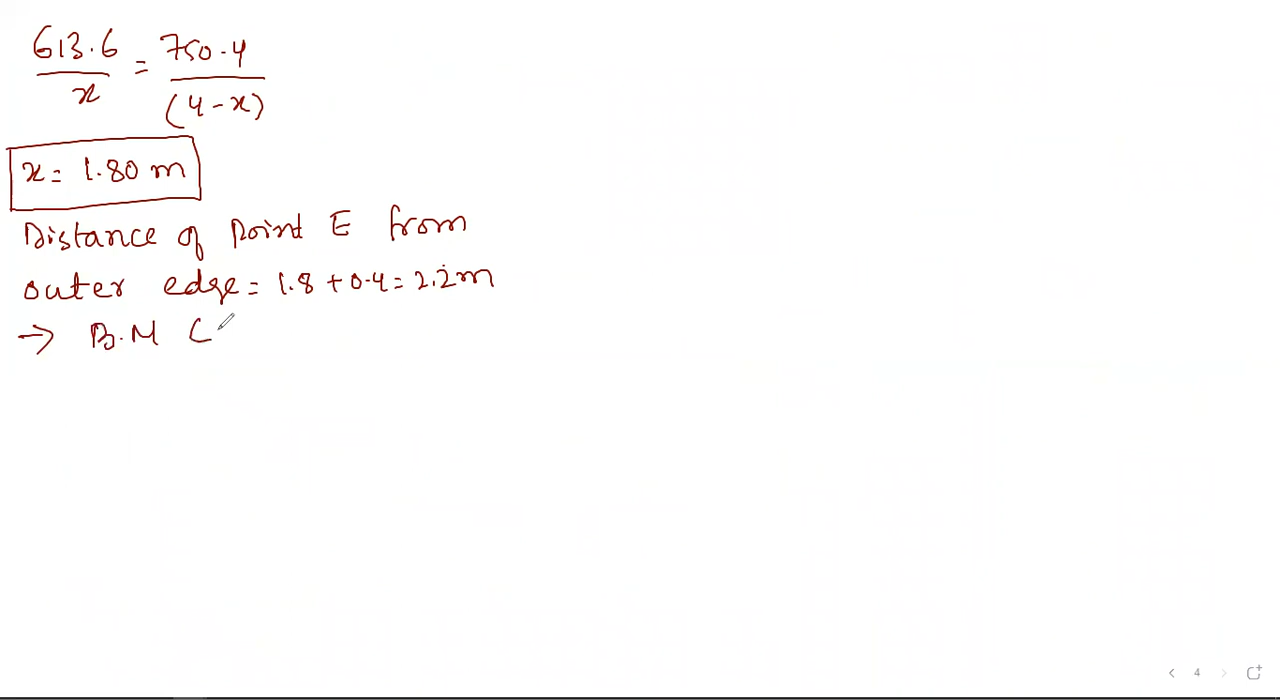 613.6/x = 750.4/(4-x)
x = 1.80 m
Distance of point E from
outer edge = 1.8 + 0.4 = 2.2m
→ B.M (
< 4 >